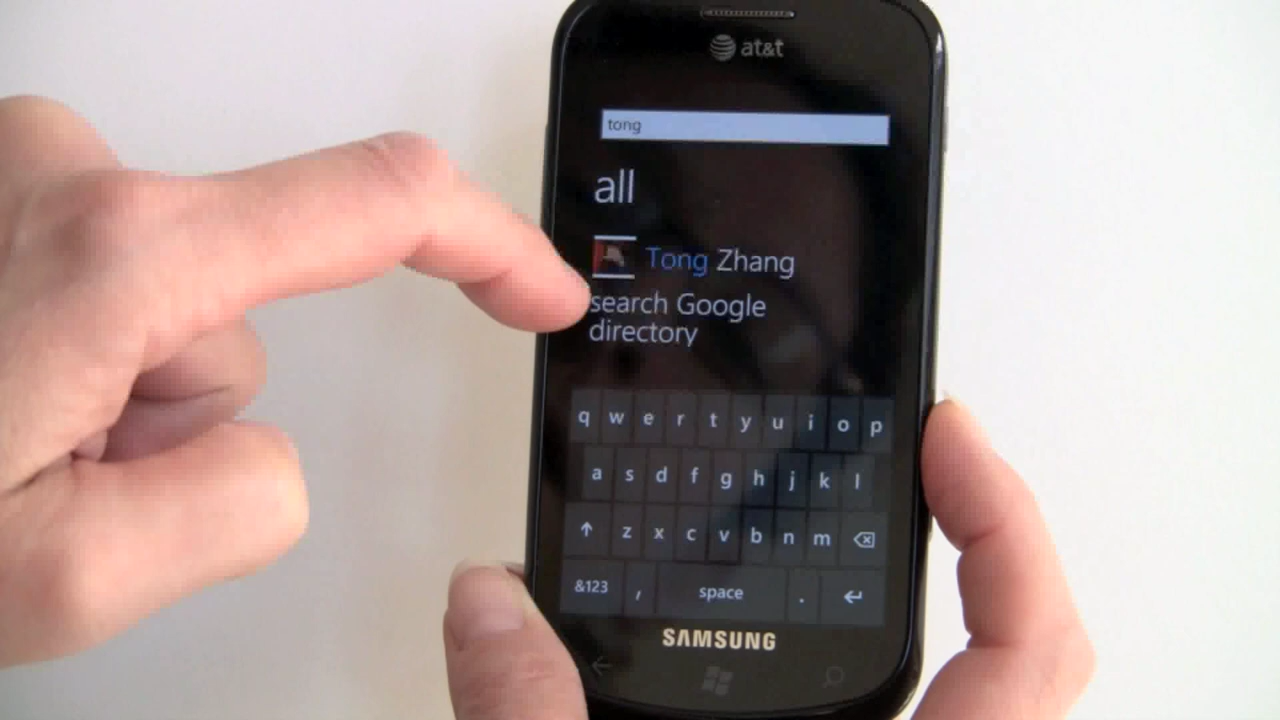 at&t
tong
all
Tong Zhang
search Google
directory
q w e r t y u i o p
a s d f g h j k l
z x c v b n m
&123 , space .
SAMSUNG